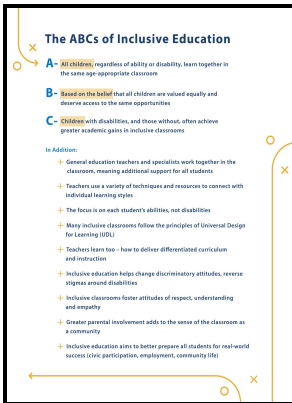 The ABCs of Inclusive Education
A- All children, regardless of ability or disability, learn together in
the same age-appropriate classroom
B- Based on the belief that all children are valued equally and
deserve access to the same opportunities
C- Children with disabilities, and those without, often achieve
greater academic gains in inclusive classrooms
In Addition:
+ General education teachers and specialists work together in the
classroom, meaning additional support for all students
+ Teachers use a variety of techniques and resources to connect with
individual learning styles
+ The focus is on each student's abilities, not disabilities
+ Many inclusive classrooms follow the principles of Universal Design
for Learning (UDL)
+ Teachers learn too – how to deliver differentiated curriculum
and instruction
+ Inclusive education helps change discriminatory attitudes, reverse
stigmas around disabilities
+ Inclusive classrooms foster attitudes of respect, understanding
and empathy
+ Greater parental involvement adds to the sense of the classroom as
a community
+ Inclusive education aims to better prepare all students for real-world
success (civic participation, employment, community life)